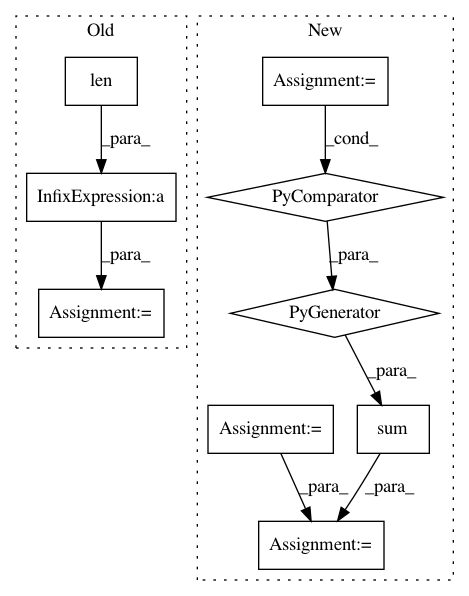 Old
New
len
Assignment:=
_para_
_cond_
InfixExpression:a
PyComparator
_para_
_para_
Assignment:=
PyGenerator
_para_
Assignment:=
sum
_para_
_para_
Assignment:=